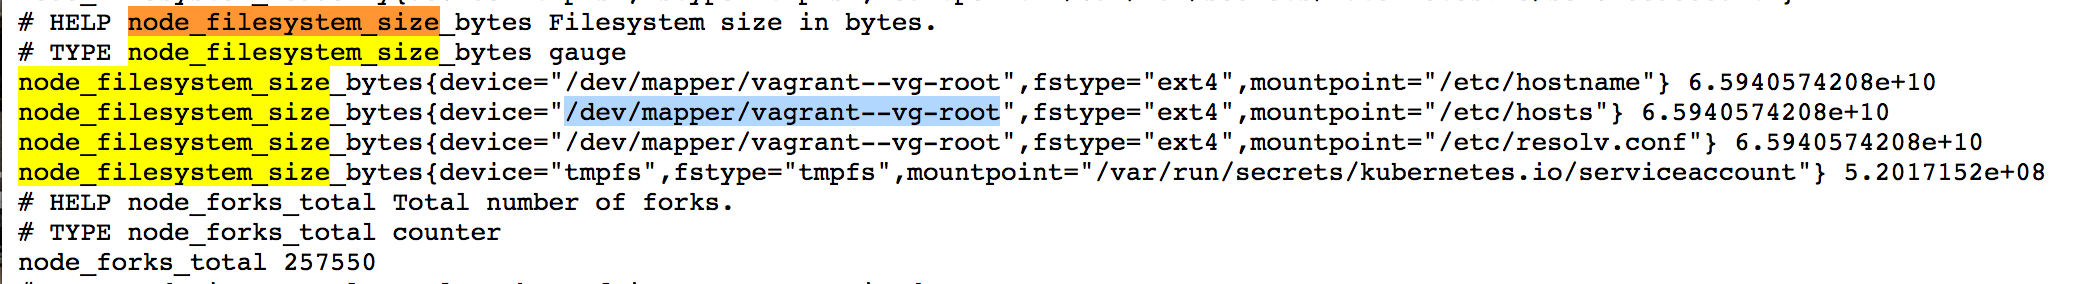 # HELP node_filesystem_size_bytes Filesystem size in bytes.
# TYPE node_filesystem_size_bytes gauge
node_filesystem_size_bytes{device="/dev/mapper/vagrant--vg-root",fstype="ext4",mountpoint="/etc/hostname"} 6.5940574208e+10
node_filesystem_size_bytes{device="/dev/mapper/vagrant--vg-root",fstype="ext4",mountpoint="/etc/hosts"} 6.5940574208e+10
node_filesystem_size_bytes{device="/dev/mapper/vagrant--vg-root",fstype="ext4",mountpoint="/etc/resolv.conf"} 6.5940574208e+10
node_filesystem_size_bytes{device="tmpfs",fstype="tmpfs",mountpoint="/var/run/secrets/kubernetes.io/serviceaccount"} 5.2017152e+08
# HELP node_forks_total Total number of forks.
# TYPE node_forks_total counter
node_forks_total 257550